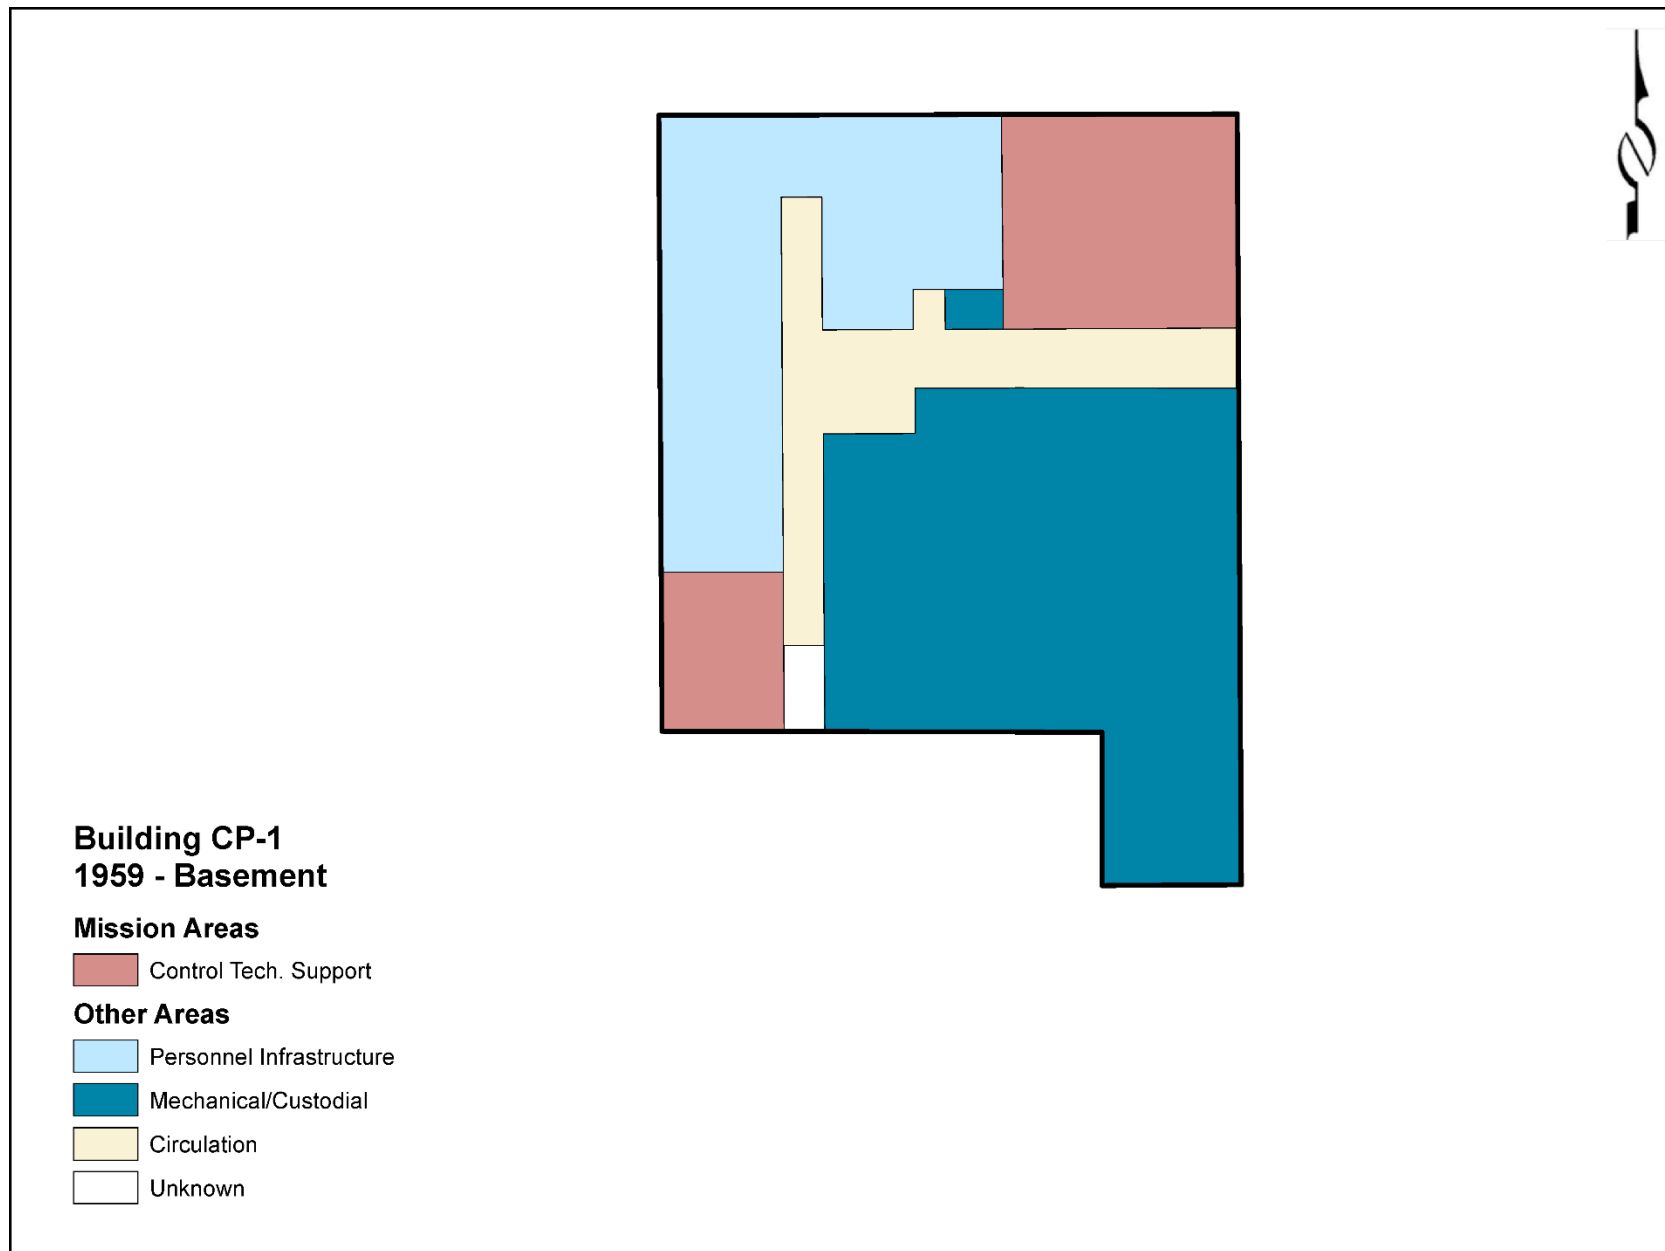 Building CP-1
1959 - Basement
Mission Areas
Control Tech. Support
Other Areas
Personnel Infrastructure
Mechanical/Custodial
Circulation
Unknown